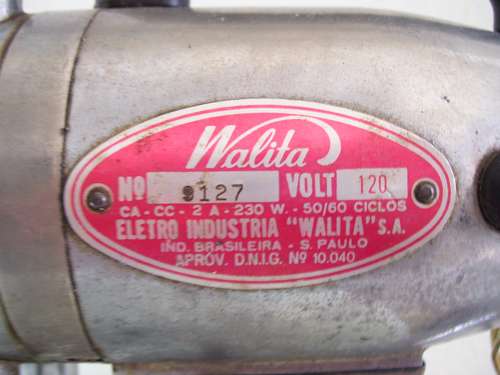 Walita
Nº 9127 VOLT 120
CA - CC - 2 A - 230 W. - 50/60 CICLOS
ELETRO INDUSTRIA "WALITA" S.A.
IND. BRASILEIRA - S. PAULO
APRÓV. D.N.I.G. Nº 10.040